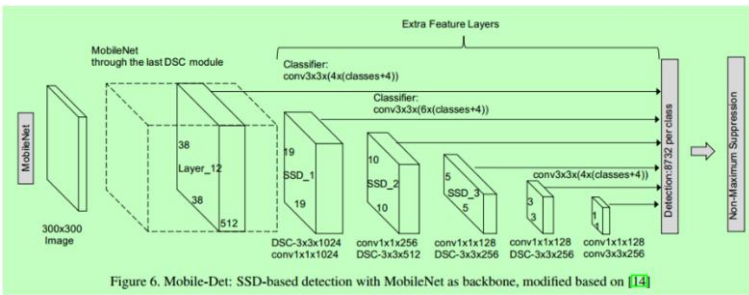 Extra Feature Layers
MobileNet
through the last DSC module
Classifier:
conv3x3x(4x(classes+4))
Classifier:
conv3x3x(6x(classes+4))
MobileNet
38
Layer_12
38
512
19
SSD_1
19
10
SSD_2
10
5
SSD_3
5
conv3x3x(4x(classes+4))
3
3
1
1
Detection:8732 per class
Non-Maximum Suppression
300x300
Image
DSC-3x3x1024
conv1x1x1024
conv1x1x256
DSC-3x3x512
conv1x1x128
DSC-3x3x256
conv1x1x128
DSC-3x3x256
conv1x1x128
conv3x3x256
Figure 6. Mobile-Det: SSD-based detection with MobileNet as backbone, modified based on [14]